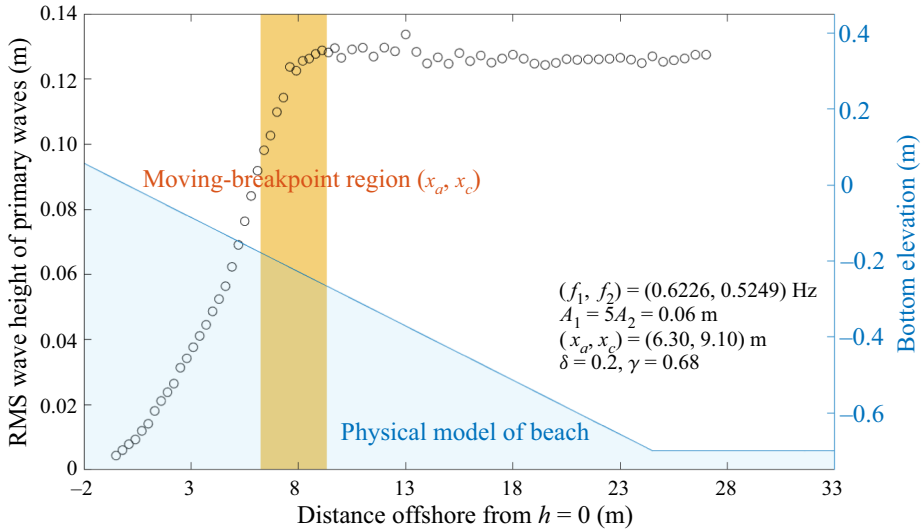 0.14
0.12
0.10
0.08
0.06
0.04
0.02
0
RMS wave height of primary waves (m)
Moving-breakpoint region (x_a, x_c)
(f_1, f_2) = (0.6226, 0.5249) Hz
A_1 = 5A_2 = 0.06 m
(x_a, x_c) = (6.30, 9.10) m
δ = 0.2, γ = 0.68
Physical model of beach
0.4
0.2
0
–0.2
–0.4
–0.6
Bottom elevation (m)
–2 3 8 13 18 23 28 33
Distance offshore from h = 0 (m)